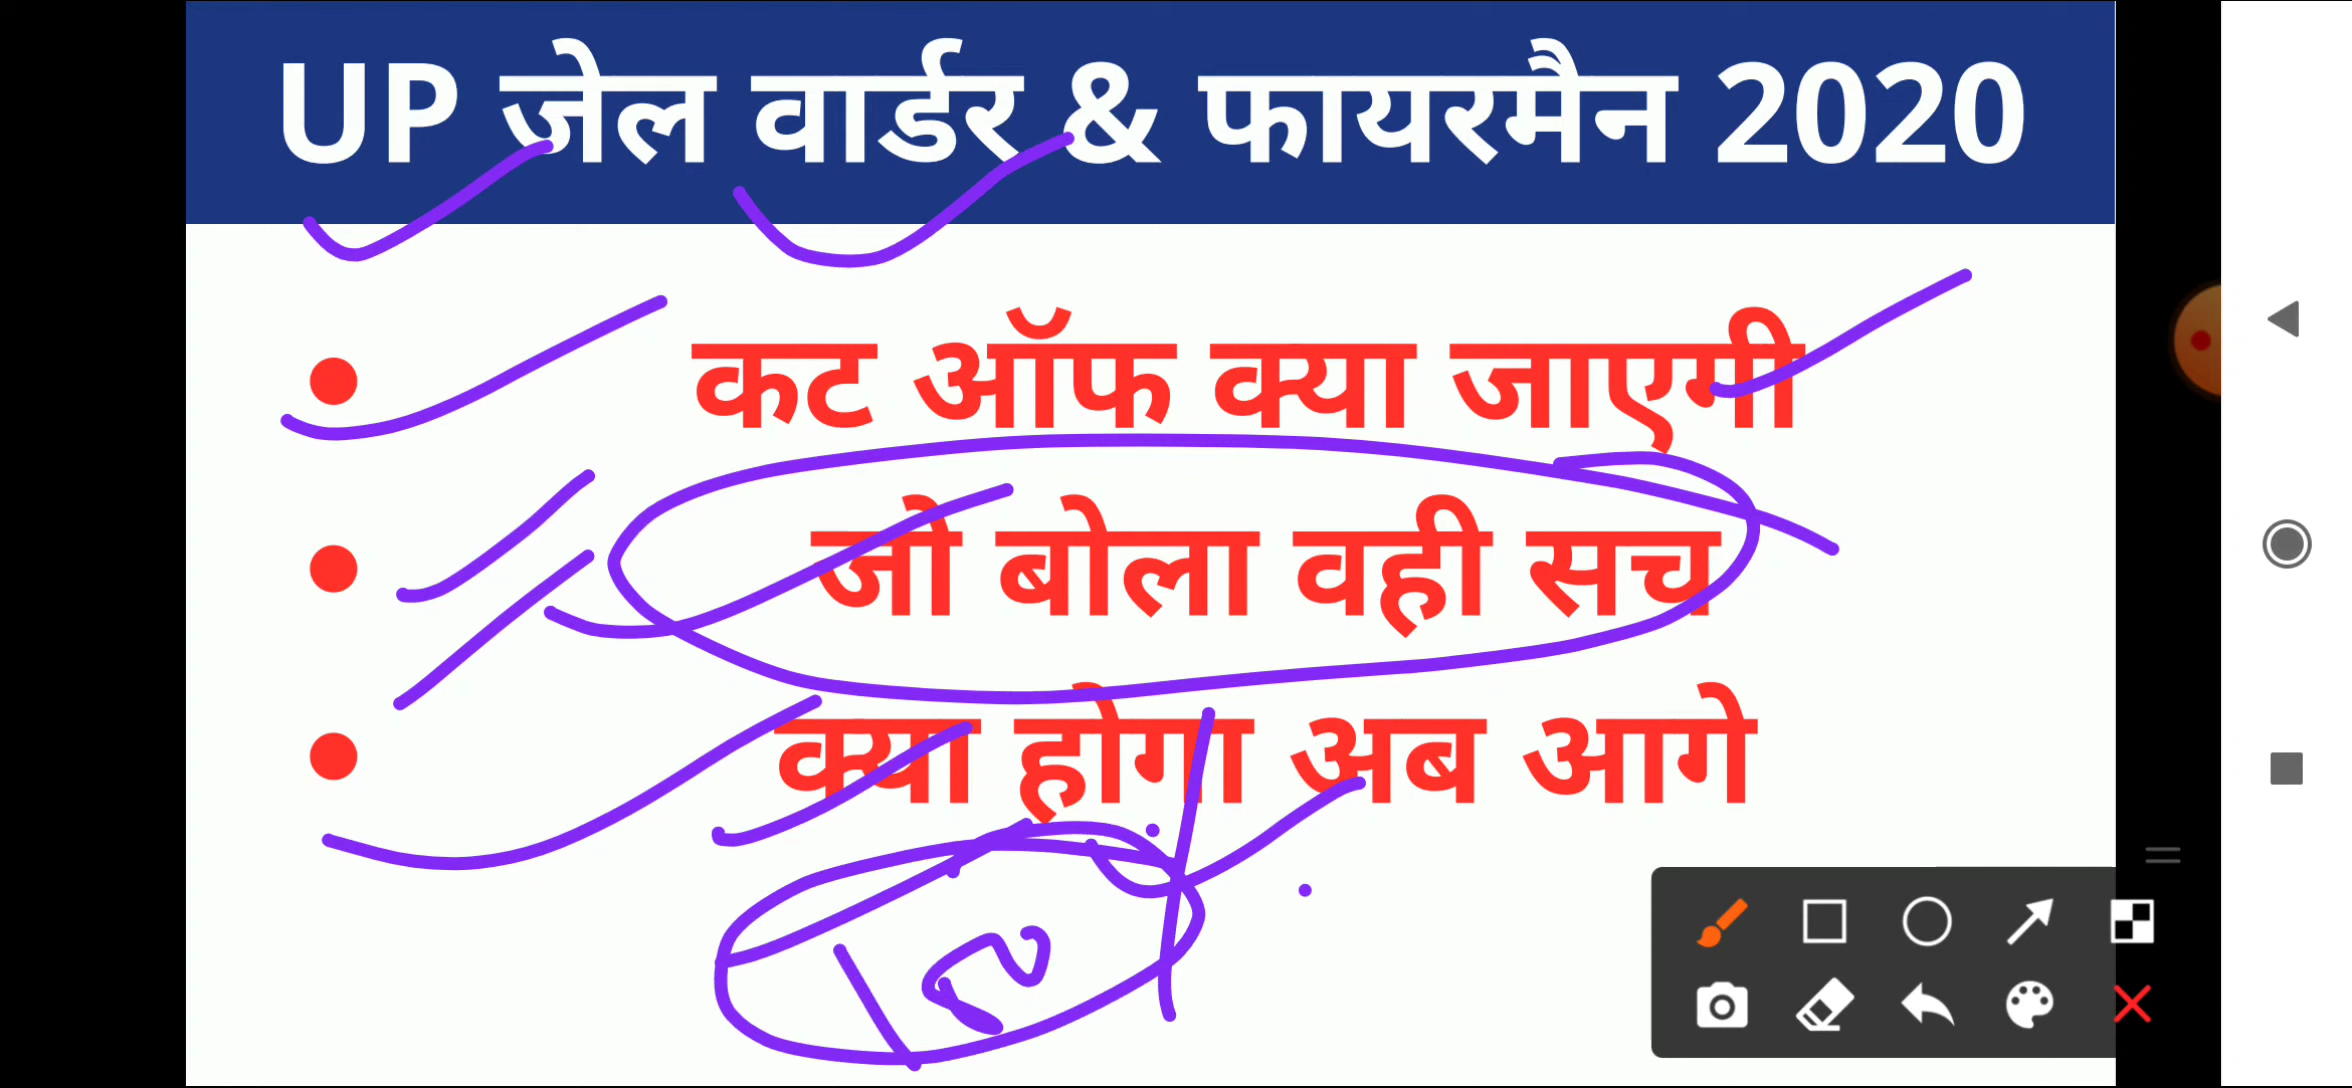 UP जेल वार्डर & फायरमैन 2020
कट ऑफ क्या जाएगी
जो बोला वही सच
क्या होगा अब आगे